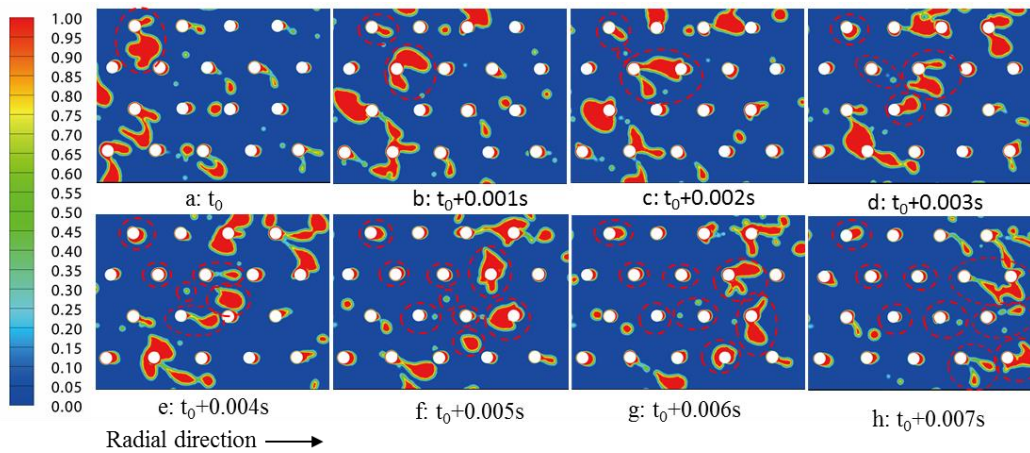 1.00
0.95
0.90
0.85
0.80
0.75
0.70
0.65
0.60
0.55
0.50
0.45
0.40
0.35
0.30
0.25
0.20
0.15
0.10
0.05
0.00
a: t₀
b: t₀+0.001s
c: t₀+0.002s
d: t₀+0.003s
e: t₀+0.004s
f: t₀+0.005s
g: t₀+0.006s
h: t₀+0.007s
Radial direction